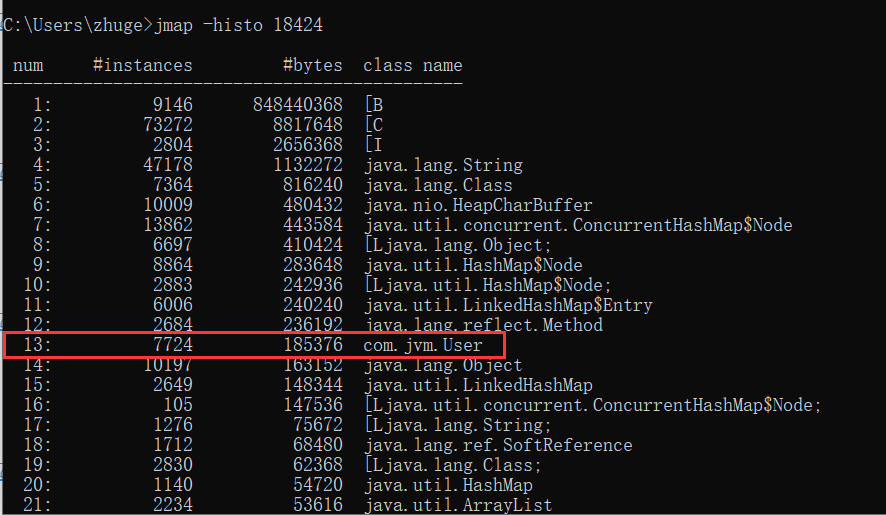 C:\Users\zhuge>jmap -histo 18424
num #instances #bytes class name
----------------------------------------------
1: 9146 848440368 [B
2: 73272 8817648 [C
3: 2804 2656368 [I
4: 47178 1132272 java.lang.String
5: 7364 816240 java.lang.Class
6: 10009 480432 java.nio.HeapCharBuffer
7: 13862 443584 java.util.concurrent.ConcurrentHashMap$Node
8: 6697 410424 [Ljava.lang.Object;
9: 8864 283648 java.util.HashMap$Node
10: 2883 242936 [Ljava.util.HashMap$Node;
11: 6006 240240 java.util.LinkedHashMap$Entry
12: 2684 236192 java.lang.reflect.Method
13: 7724 185376 com.jvm.User
14: 10197 163152 java.lang.Object
15: 2649 148344 java.util.LinkedHashMap
16: 105 147536 [Ljava.util.concurrent.ConcurrentHashMap$Node;
17: 1276 75672 [Ljava.lang.String;
18: 1712 68480 java.lang.ref.SoftReference
19: 2830 62368 [Ljava.lang.Class;
20: 1140 54720 java.util.HashMap
21: 2234 53616 java.util.ArrayList